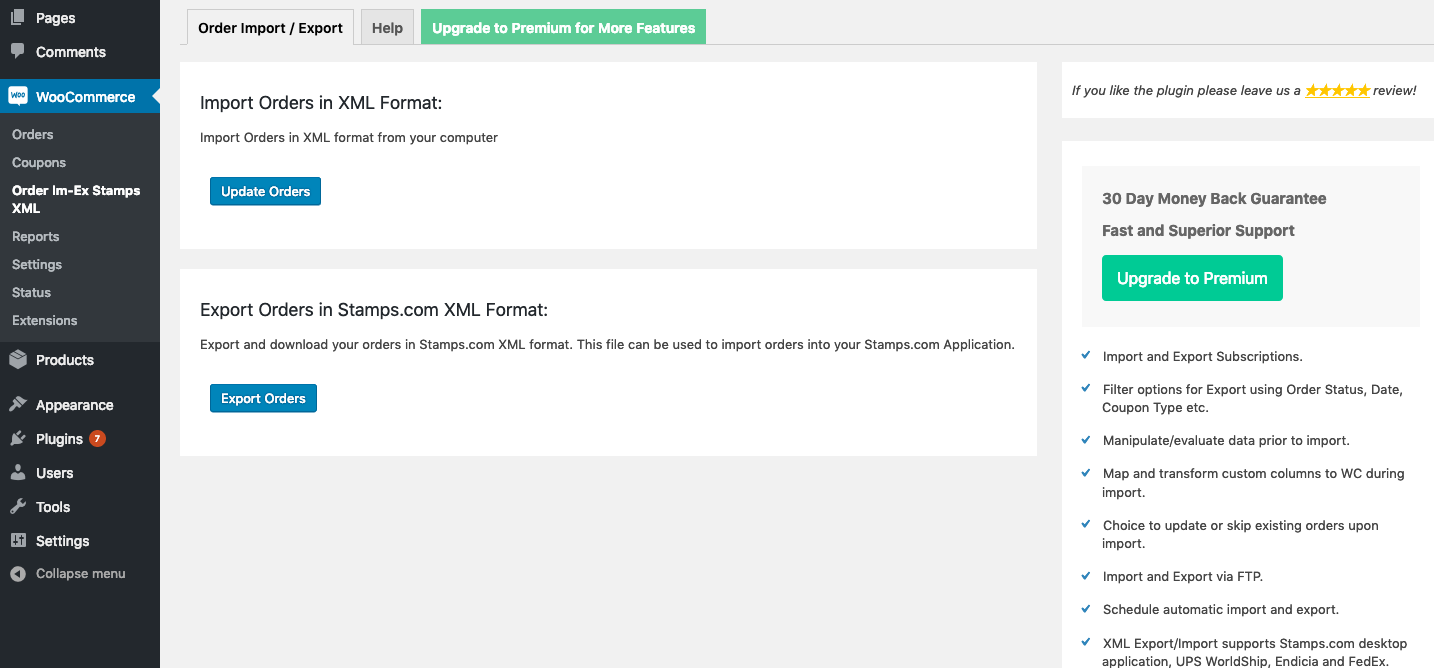 Pages
Comments
Woo
WooCommerce
Orders
Coupons
Order Im-Ex Stamps
XML
Reports
Settings
Status
Extensions
Products
Appearance
Plugins 7
Users
Tools
Settings
Collapse menu
Order Import / Export
Help
Upgrade to Premium for More Features
Import Orders in XML Format:
Import Orders in XML format from your computer
Update Orders
Export Orders in Stamps.com XML Format:
Export and download your orders in Stamps.com XML format. This file can be used to import orders into your Stamps.com Application.
Export Orders
If you like the plugin please leave us a ★★★★★ review!
30 Day Money Back Guarantee
Fast and Superior Support
Upgrade to Premium
Import and Export Subscriptions.
Filter options for Export using Order Status, Date,
Coupon Type etc.
Manipulate/evaluate data prior to import.
Map and transform custom columns to WC during
import.
Choice to update or skip existing orders upon
import.
Import and Export via FTP.
Schedule automatic import and export.
XML Export/Import supports Stamps.com desktop
application, UPS WorldShip, Endicia and FedEx.